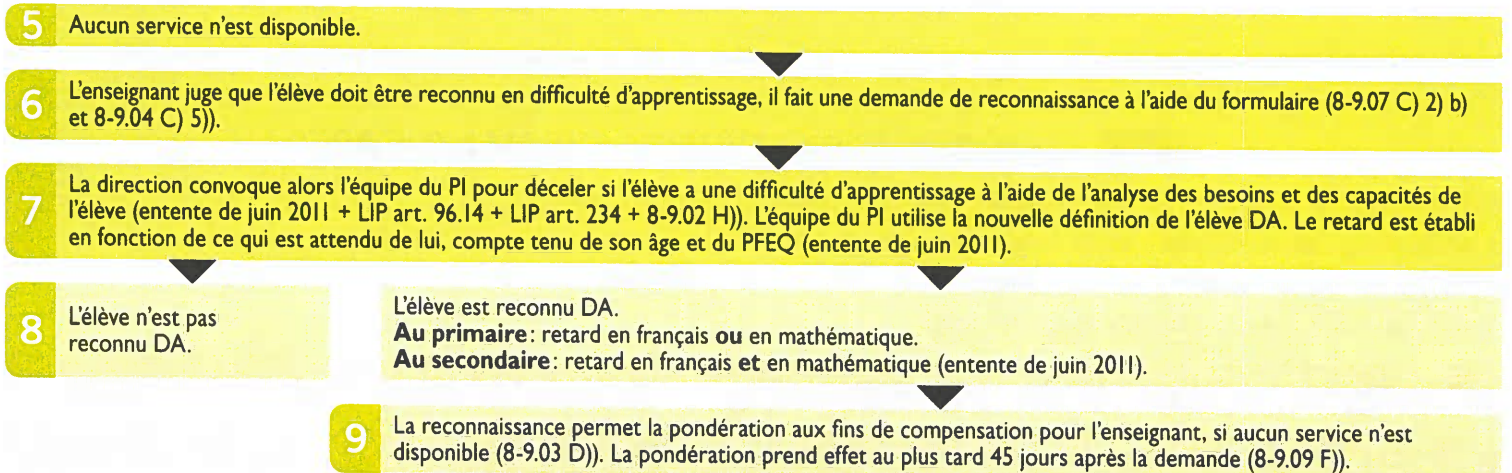 5 Aucun service n'est disponible.
6 L'enseignant juge que l'élève doit être reconnu en difficulté d'apprentissage, il fait une demande de reconnaissance à l'aide du formulaire (8-9.07 C) 2) b)
et 8-9.04 C) 5)).
7 La direction convoque alors l'équipe du PI pour déceler si l'élève a une difficulté d'apprentissage à l'aide de l'analyse des besoins et des capacités de
l'élève (entente de juin 2011 + LIP art. 96.14 + LIP art. 234 + 8-9.02 H)). L'équipe du PI utilise la nouvelle définition de l'élève DA. Le retard est établi
en fonction de ce qui est attendu de lui, compte tenu de son âge et du PFEQ (entente de juin 2011).
8 L'élève n'est pas
reconnu DA.
L'élève est reconnu DA.
Au primaire: retard en français ou en mathématique.
Au secondaire: retard en français et en mathématique (entente de juin 2011).
9 La reconnaissance permet la pondération aux fins de compensation pour l'enseignant, si aucun service n'est
disponible (8-9.03 D)). La pondération prend effet au plus tard 45 jours après la demande (8-9.09 F)).